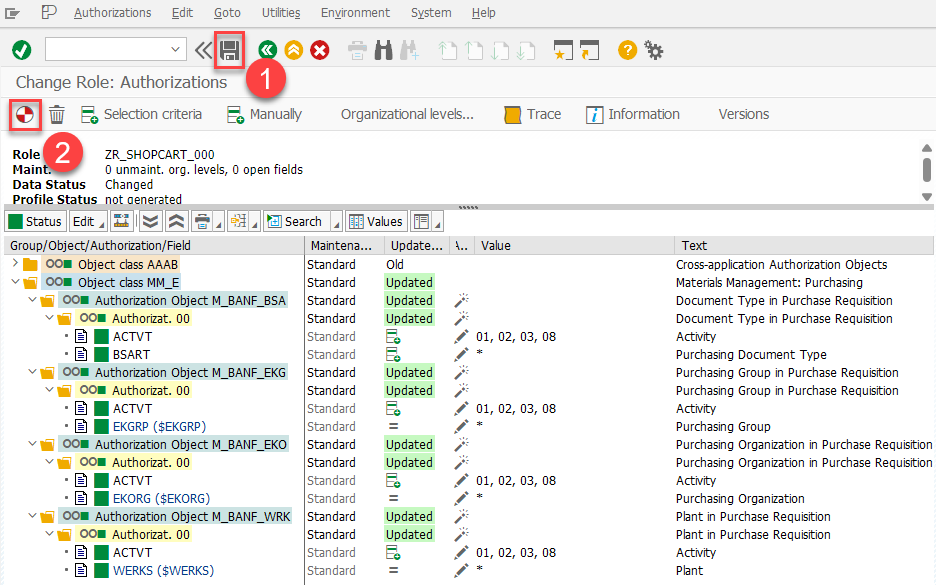 Authorizations Edit Goto Utilities Environment System Help
1
Change Role: Authorizations
Selection criteria Manually Organizational levels... Trace Information Versions
2
Role ZR_SHOPCART_000
Maint. 0 unmaint. org. levels, 0 open fields
Data Status Changed
Profile Status not generated
Status Edit Search Values
Group/Object/Authorization/Field Maintena... Update... A.. Value Text
Object class AAAB Standard Old Cross-application Authorization Objects
Object class MM_E Standard Updated Materials Management: Purchasing
Authorization Object M_BANF_BSA Standard Updated Document Type in Purchase Requisition
Authorizat. 00 Standard Updated Document Type in Purchase Requisition
ACTVT Standard 01, 02, 03, 08 Activity
BSART Standard * Purchasing Document Type
Authorization Object M_BANF_EKG Standard Updated Purchasing Group in Purchase Requisition
Authorizat. 00 Standard Updated Purchasing Group in Purchase Requisition
ACTVT Standard 01, 02, 03, 08 Activity
EKGRP ($EKGRP) Standard = * Purchasing Group
Authorization Object M_BANF_EKO Standard Updated Purchasing Organization in Purchase Requisition
Authorizat. 00 Standard Updated Purchasing Organization in Purchase Requisition
ACTVT Standard 01, 02, 03, 08 Activity
EKORG ($EKORG) Standard = * Purchasing Organization
Authorization Object M_BANF_WRK Standard Updated Plant in Purchase Requisition
Authorizat. 00 Standard Updated Plant in Purchase Requisition
ACTVT Standard 01, 02, 03, 08 Activity
WERKS ($WERKS) Standard = * Plant